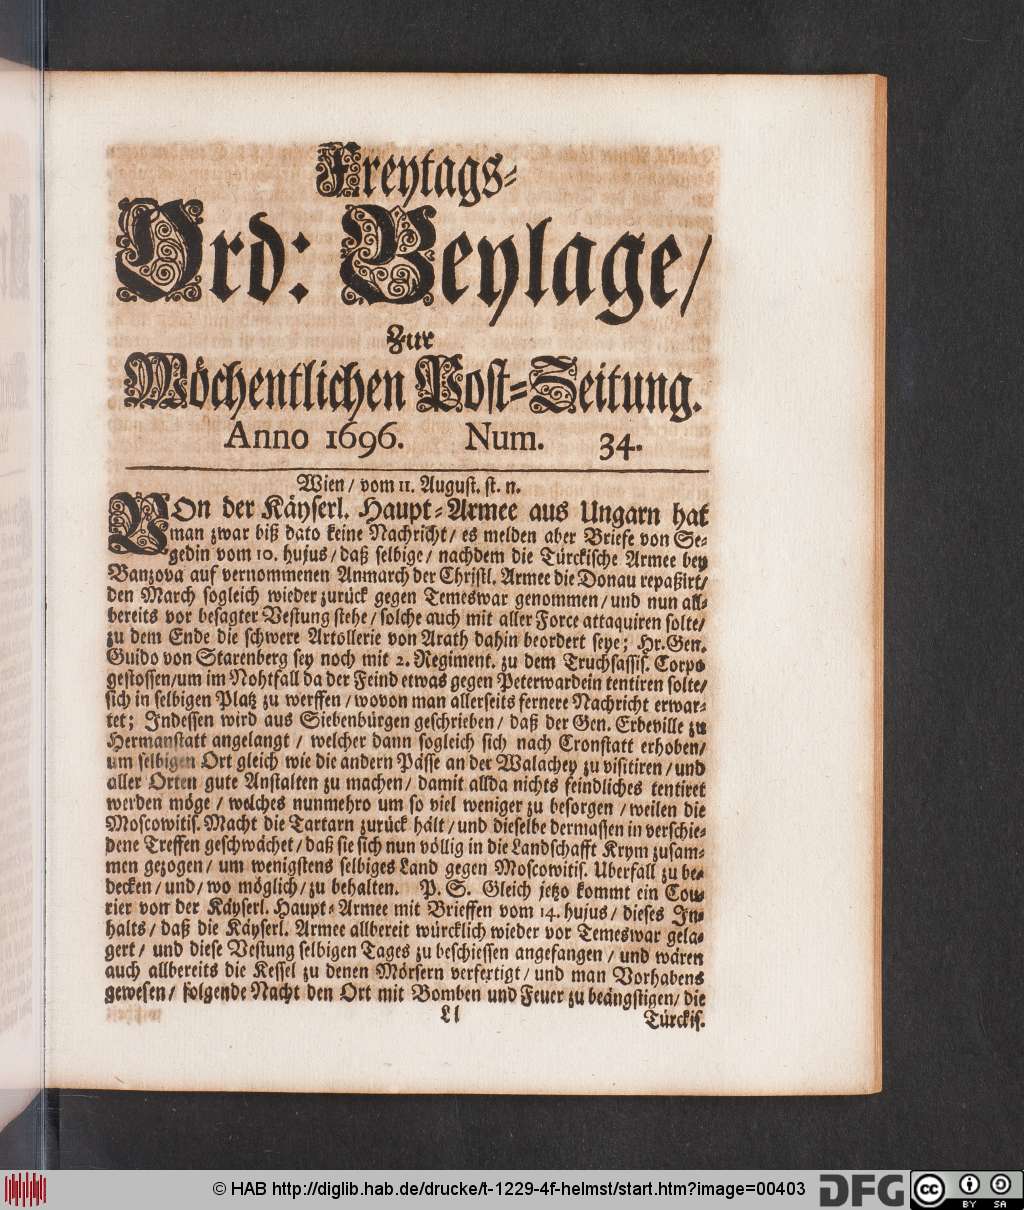 Freytags-
Ord: Beylage/
Zur
Wöchentlichen Post-Zeitung.
Anno 1696. Num. 34.
Wien/ vom 11. August. st. n.
VOn der Käyserl. Haupt-Armee aus Ungarn hat
man zwar biß dato keine Nachricht/ es melden aber Briefe von Se-
gedin vom 10. hujus/ daß selbige/ nachdem die Türckische Armee bey
Banzova auf vernommenen Anmarch der Christl. Armee die Donau repaßirt/
den March sogleich wieder zurück gegen Temeswar genommen/ und nun all-
bereits vor besagter Vestung stehe/ solche auch mit aller Force attaquiren solte/
zu dem Ende die schwere Artollerie von Arath dahin beordert seye; Hr. Gen.
Guido von Starenberg sey noch mit 2. Regiment. zu dem Truchsassis. Corpo
gestossen/ um im Nohtfall da der Feind etwas gegen Peterwardein tentiren solte/
sich in selbigen Platz zu werffen/ wovon man allerseits fernere Nachricht erwar-
tet; Indessen wird aus Siebenbürgen geschrieben/ daß der Gen. Erbeville zu
Hermanstatt angelangt/ welcher dann sogleich sich nach Cronstatt erhoben/
um selbigen Ort gleich wie die andern Pässe an der Walachey zu visitiren/ und
aller Orten gute Anstalten zu machen/ damit allda nichts feindliches tentiret
werden möge/ welches nunmehro um so viel weniger zu besorgen/ weilen die
Moscowitis. Macht die Tartarn zurück hält/ und dieselbe dermassen in verschie-
dene Treffen geschwächet/ daß sie sich nun völlig in die Landschafft Krym zusam-
men gezogen/ um wenigstens selbiges Land gegen Moscowitis. Uberfall zu be-
decken/ und/ wo möglich/ zu behalten. P. S. Gleich jetzo kommt ein Cou-
rier von der Käyserl. Haupt-Armee mit Brieffen vom 14. hujus/ dieses In-
halts/ daß die Käyserl. Armee allbereit würcklich wieder vor Temeswar gela-
gert/ und diese Vestung selbigen Tages zu beschiessen angefangen/ und wären
auch allbereits die Kessel zu denen Mörsern verfertigt/ und man Vorhabens
gewesen/ folgende Nacht den Ort mit Bomben und Feuer zu beängstigen/ die
Ll Türckis.
© HAB http://diglib.hab.de/drucke/t-1229-4f-helmst/start.htm?image=00403
DFG
cc BY SA